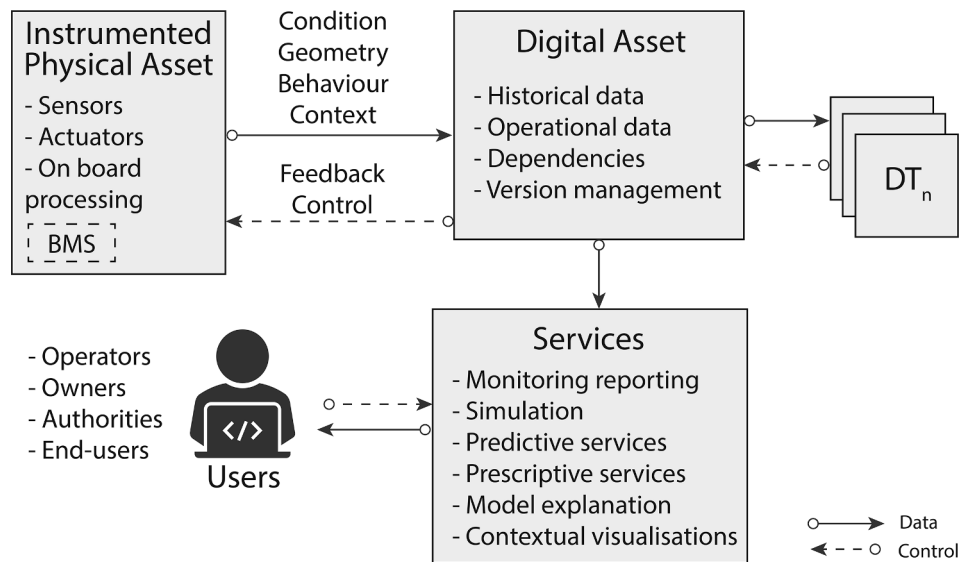 Instrumented
Physical Asset
- Sensors
- Actuators
- On board
processing
BMS
Condition
Geometry
Behaviour
Context
Feedback
Control
Digital Asset
- Historical data
- Operational data
- Dependencies
- Version management
DTn
- Operators
- Owners
- Authorities
- End-users
</>
Users
Services
- Monitoring reporting
- Simulation
- Predictive services
- Prescriptive services
- Model explanation
- Contextual visualisations
Data
Control